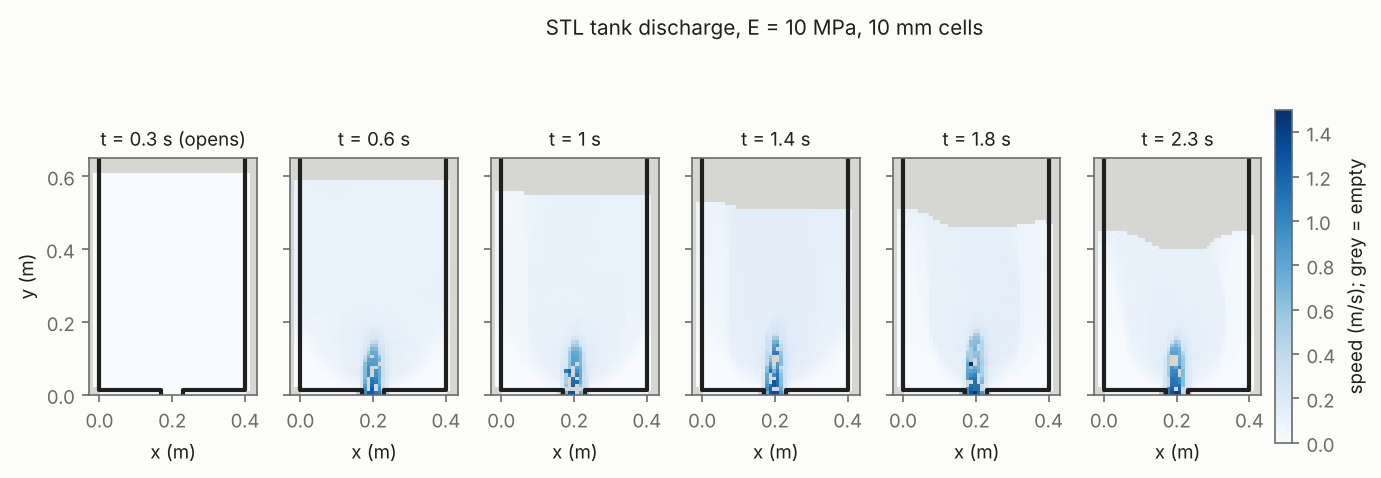 STL tank discharge, E = 10 MPa, 10 mm cells
t = 0.3 s (opens)
t = 0.6 s
t = 1 s
t = 1.4 s
t = 1.8 s
t = 2.3 s
y (m)
0.6
0.4
0.2
0.0
0.0 0.2 0.4
0.0 0.2 0.4
0.0 0.2 0.4
0.0 0.2 0.4
0.0 0.2 0.4
0.0 0.2 0.4
x (m)
x (m)
x (m)
x (m)
x (m)
x (m)
1.4
1.2
1.0
0.8
0.6
0.4
0.2
0.0
speed (m/s); grey = empty